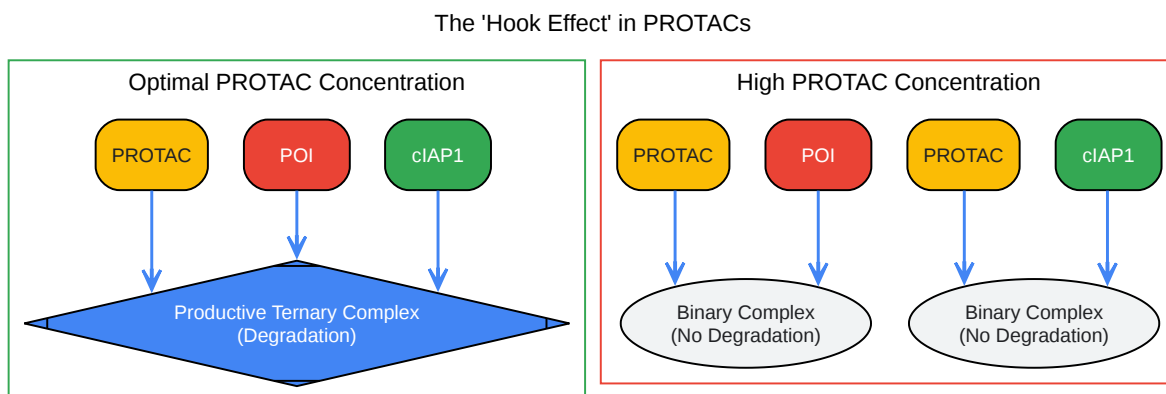 The 'Hook Effect' in PROTACs
Optimal PROTAC Concentration
PROTAC
POI
cIAP1
Productive Ternary Complex
(Degradation)
High PROTAC Concentration
PROTAC
POI
PROTAC
cIAP1
Binary Complex
(No Degradation)
Binary Complex
(No Degradation)